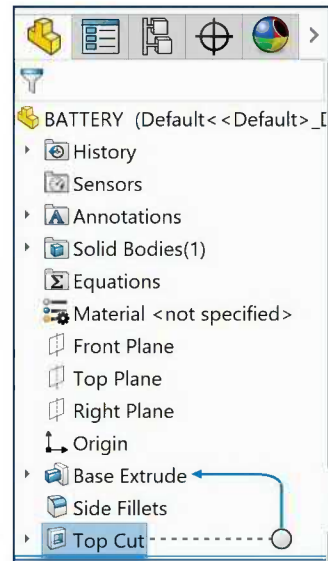 BATTERY (Default<<Default>_D
History
Sensors
Annotations
Solid Bodies(1)
Equations
Material <not specified>
Front Plane
Top Plane
Right Plane
Origin
Base Extrude
Side Fillets
Top Cut